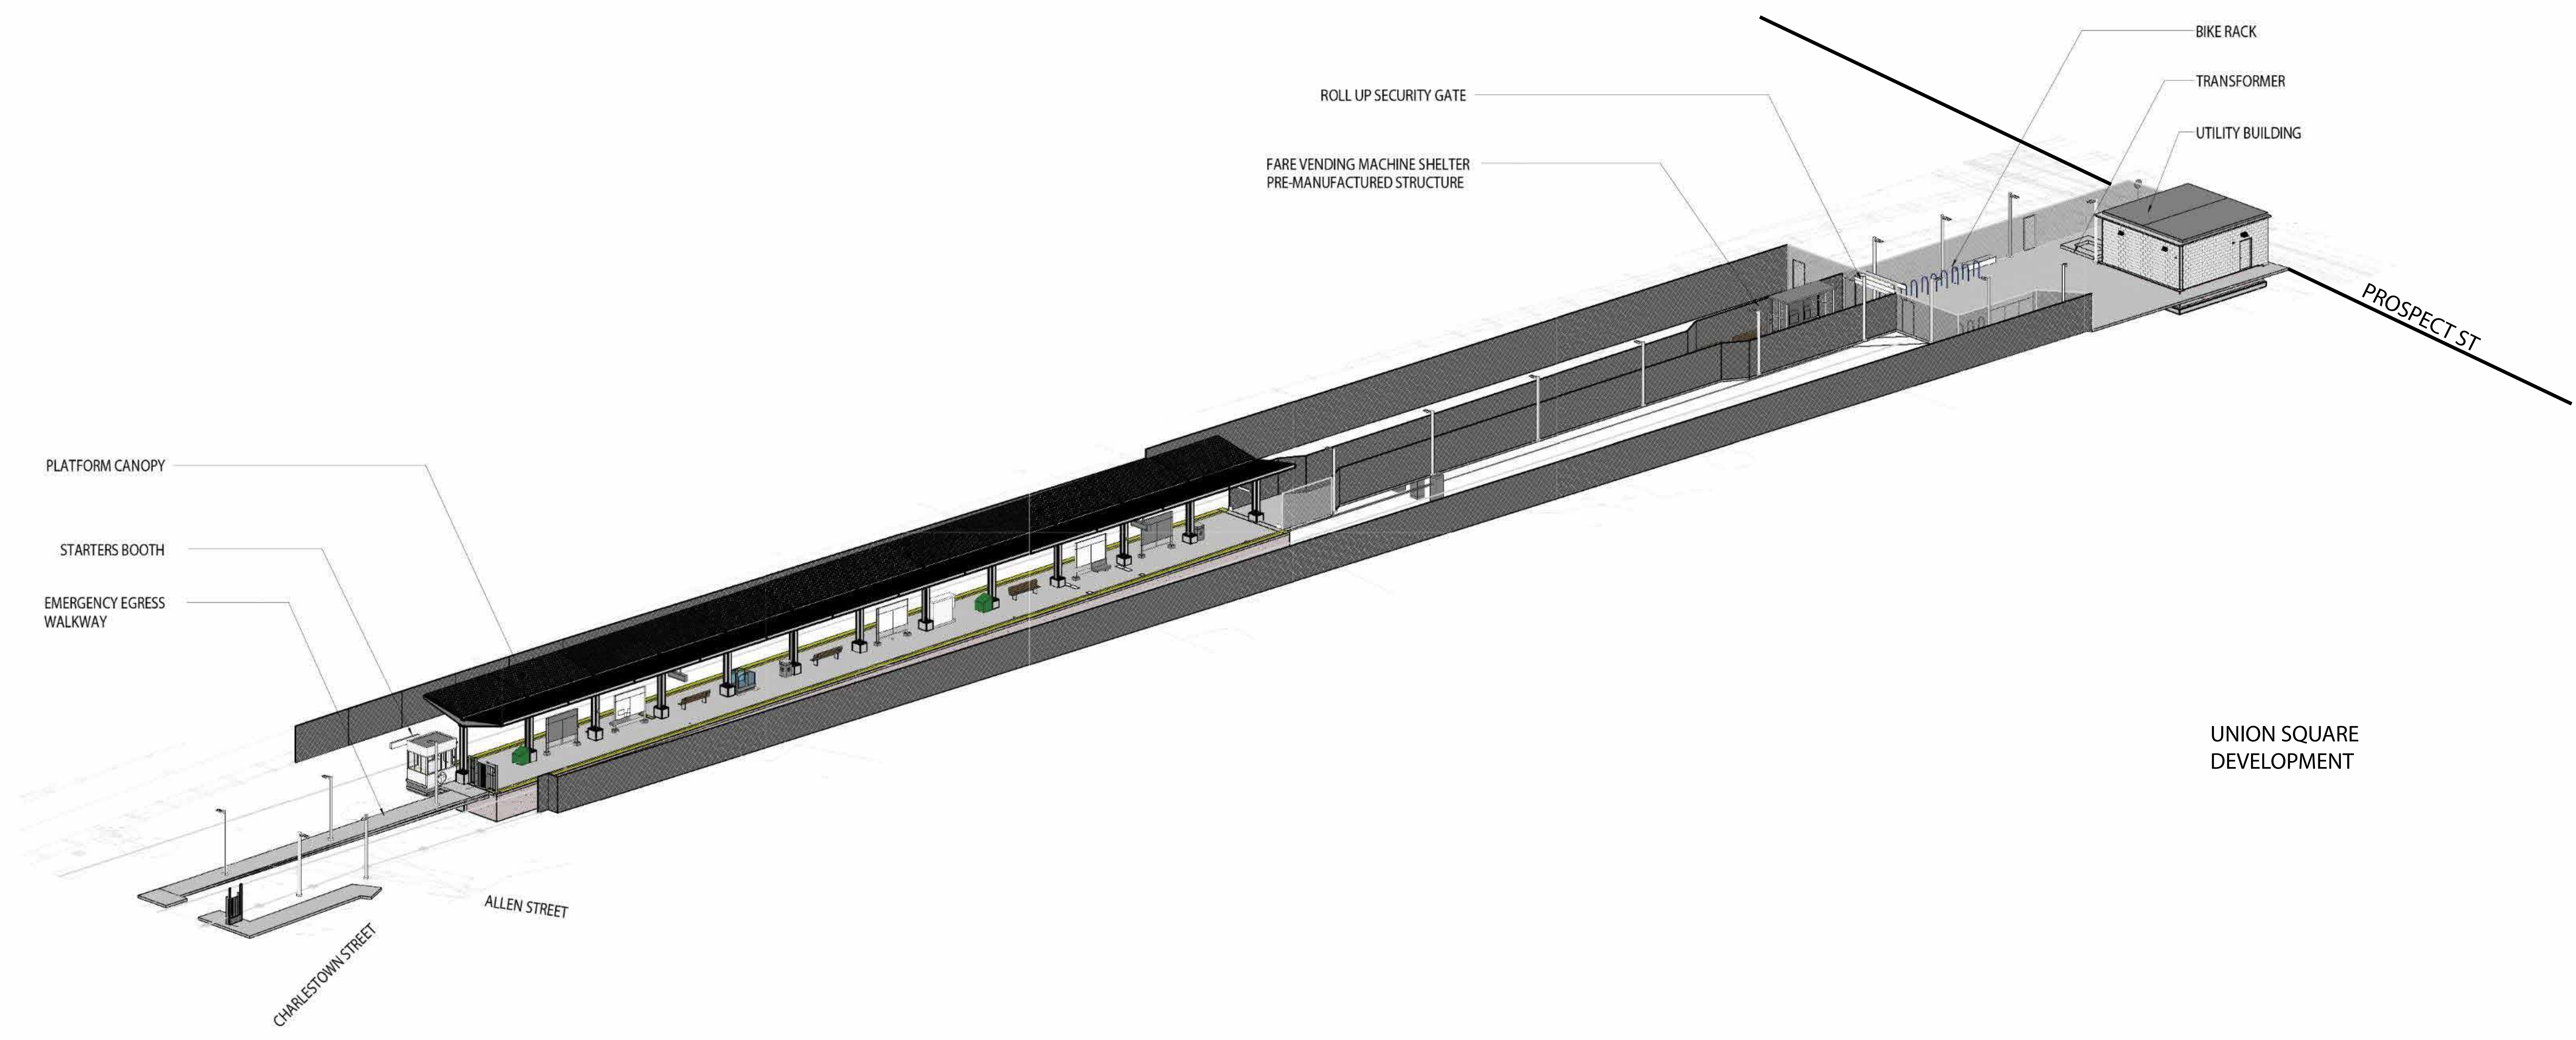 BIKE RACK
TRANSFORMER
UTILITY BUILDING
ROLL UP SECURITY GATE
FARE VENDING MACHINE SHELTER
PRE-MANUFACTURED STRUCTURE
PROSPECT ST
PLATFORM CANOPY
STARTERS BOOTH
EMERGENCY EGRESS
WALKWAY
UNION SQUARE
DEVELOPMENT
ALLEN STREET
CHARLESTOWN STREET